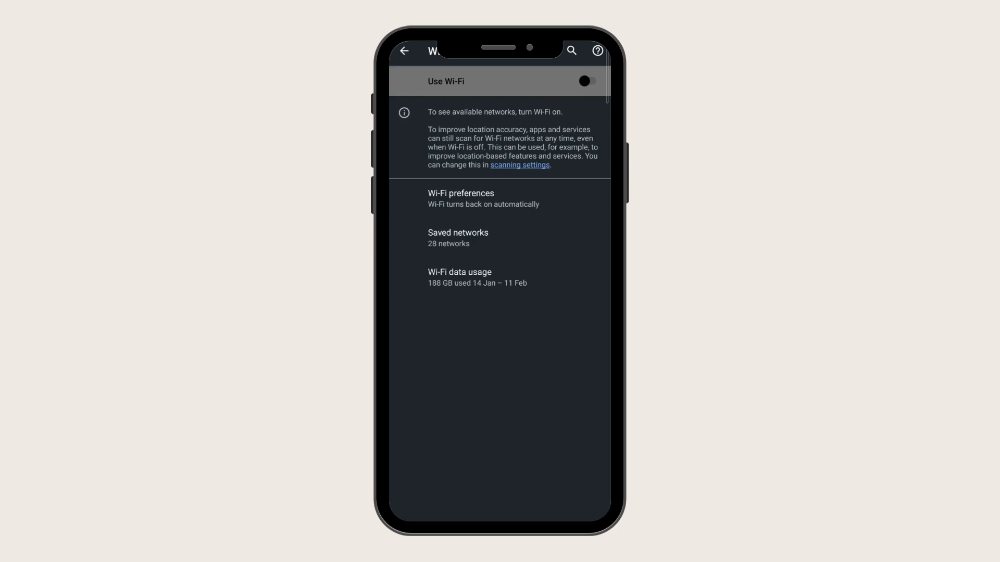 Use Wi-Fi
To see available networks, turn Wi-Fi on.
To improve location accuracy, apps and services
can still scan for Wi-Fi networks at any time, even
when Wi-Fi is off. This can be used, for example, to
improve location-based features and services. You
can change this in scanning settings.
Wi-Fi preferences
Wi-Fi turns back on automatically
Saved networks
28 networks
Wi-Fi data usage
188 GB used 14 Jan – 11 Feb